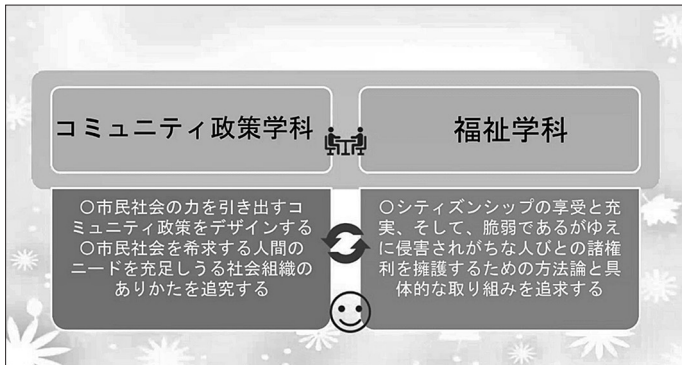 コミュニティ政策学科
福祉学科
〇市民社会の力を引き出すコ
ミュニティ政策をデザインする
〇市民社会を希求する人間の
ニードを充足しうる社会組織の
ありかたを追究する
〇シティズンシップの享受と充
実、そして、脆弱であるがゆえ
に侵害されがちな人びとの諸権
利を擁護するための方法論と具
体的な取り組みを追求する